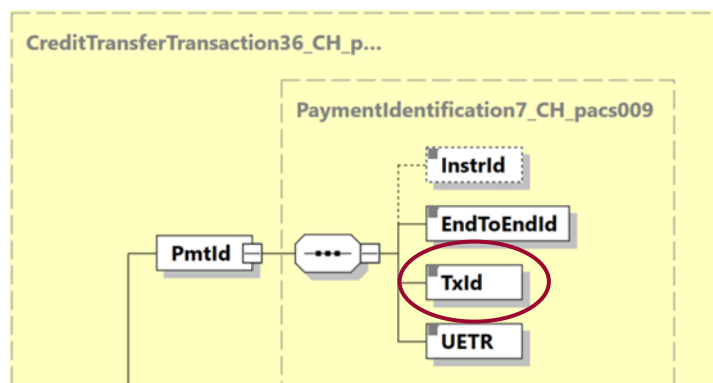 CreditTransferTransaction36_CH_p...
PaymentIdentification7_CH_pacs009
InstrId
EndToEndId
PmtId
TxId
UETR